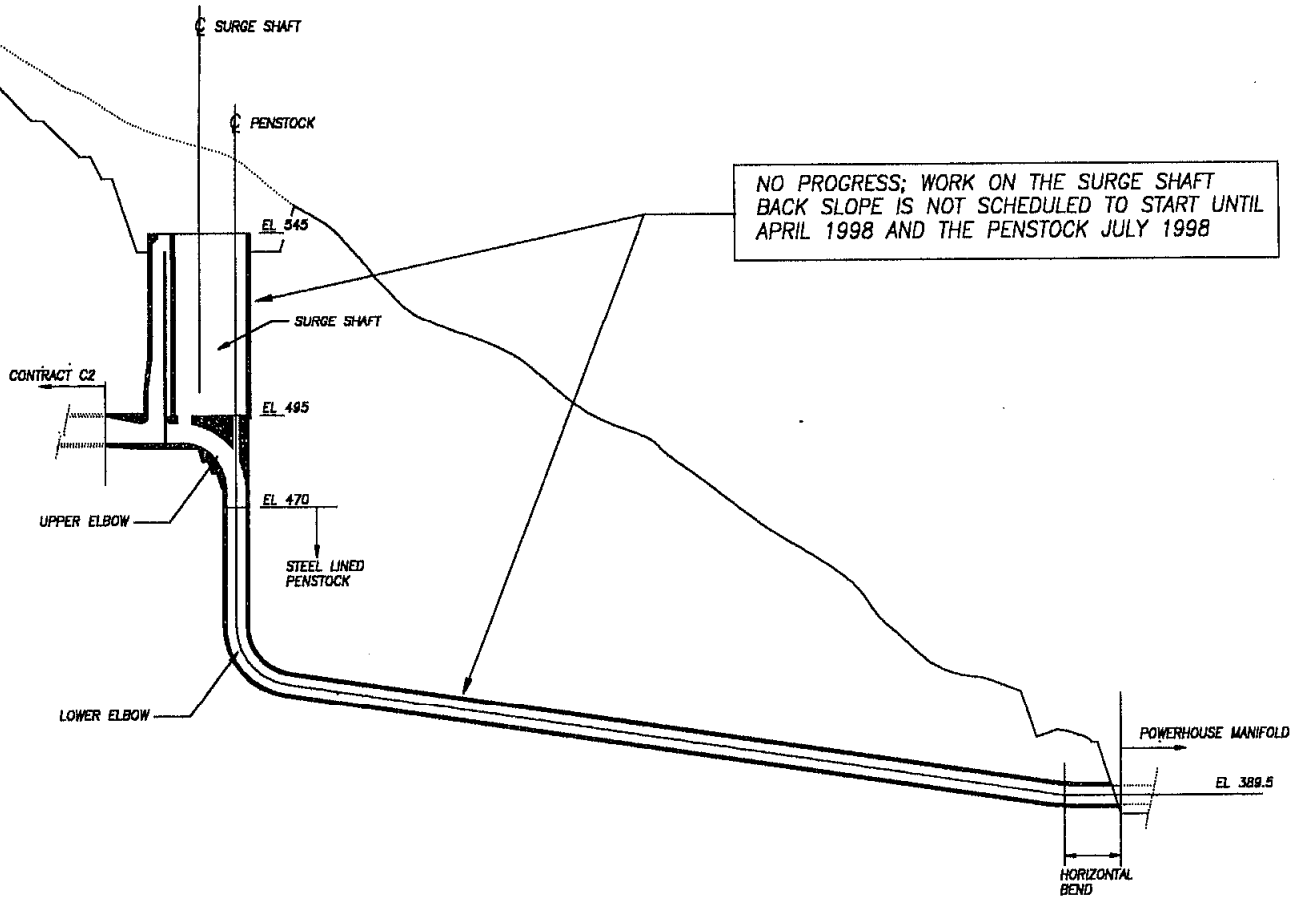 ℄ SURGE SHAFT
℄ PENSTOCK
NO PROGRESS; WORK ON THE SURGE SHAFT
BACK SLOPE IS NOT SCHEDULED TO START UNTIL
APRIL 1998 AND THE PENSTOCK JULY 1998
EL 545
SURGE SHAFT
CONTRACT C2
EL 495
EL 470
UPPER ELBOW
STEEL LINED
PENSTOCK
LOWER ELBOW
POWERHOUSE MANIFOLD
EL 389.5
HORIZONTAL
BEND